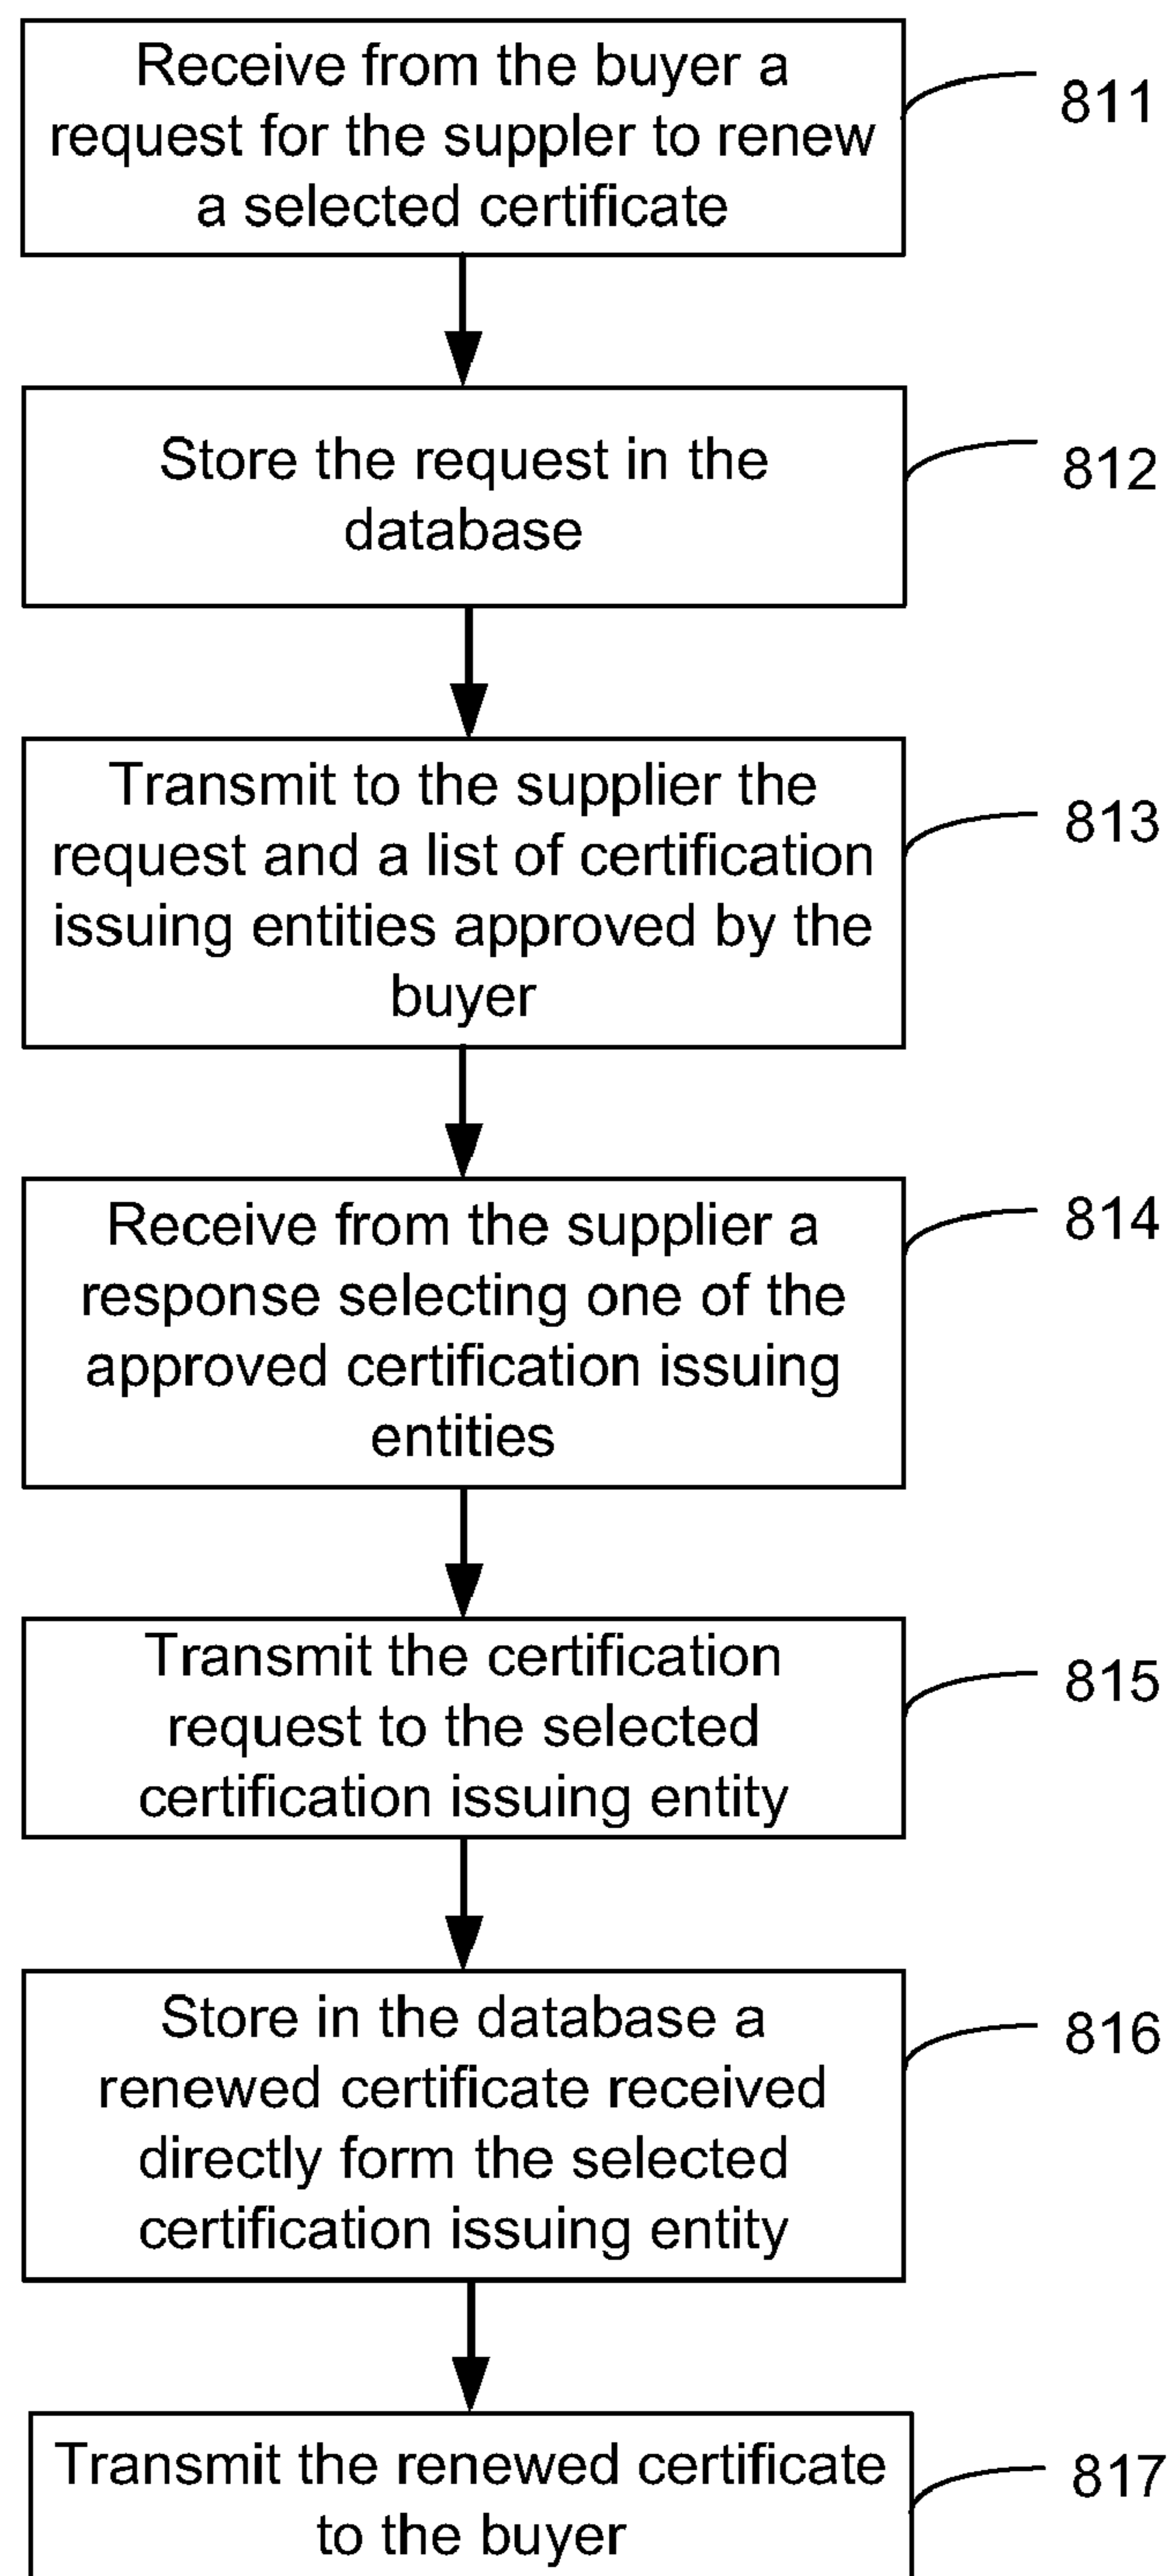 Receive from the buyer a
request for the suppler to renew
a selected certificate
811
Store the request in the
database
812
Transmit to the supplier the
request and a list of certification
issuing entities approved by the
buyer
813
Receive from the supplier a
response selecting one of the
approved certification issuing
entities
814
Transmit the certification
request to the selected
certification issuing entity
815
Store in the database a
renewed certificate received
directly form the selected
certification issuing entity
816
Transmit the renewed certificate
to the buyer
817